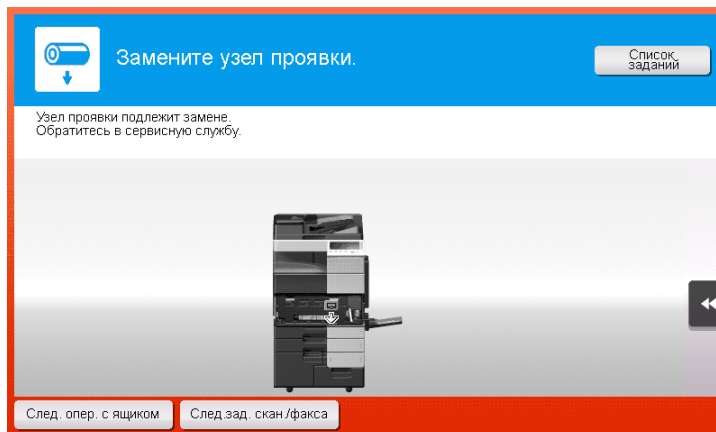 Замените узел проявки.
Список
заданий
Узел проявки подлежит замене.
Обратитесь в сервисную службу.
След. опер. с ящиком
След.зад. скан./факса